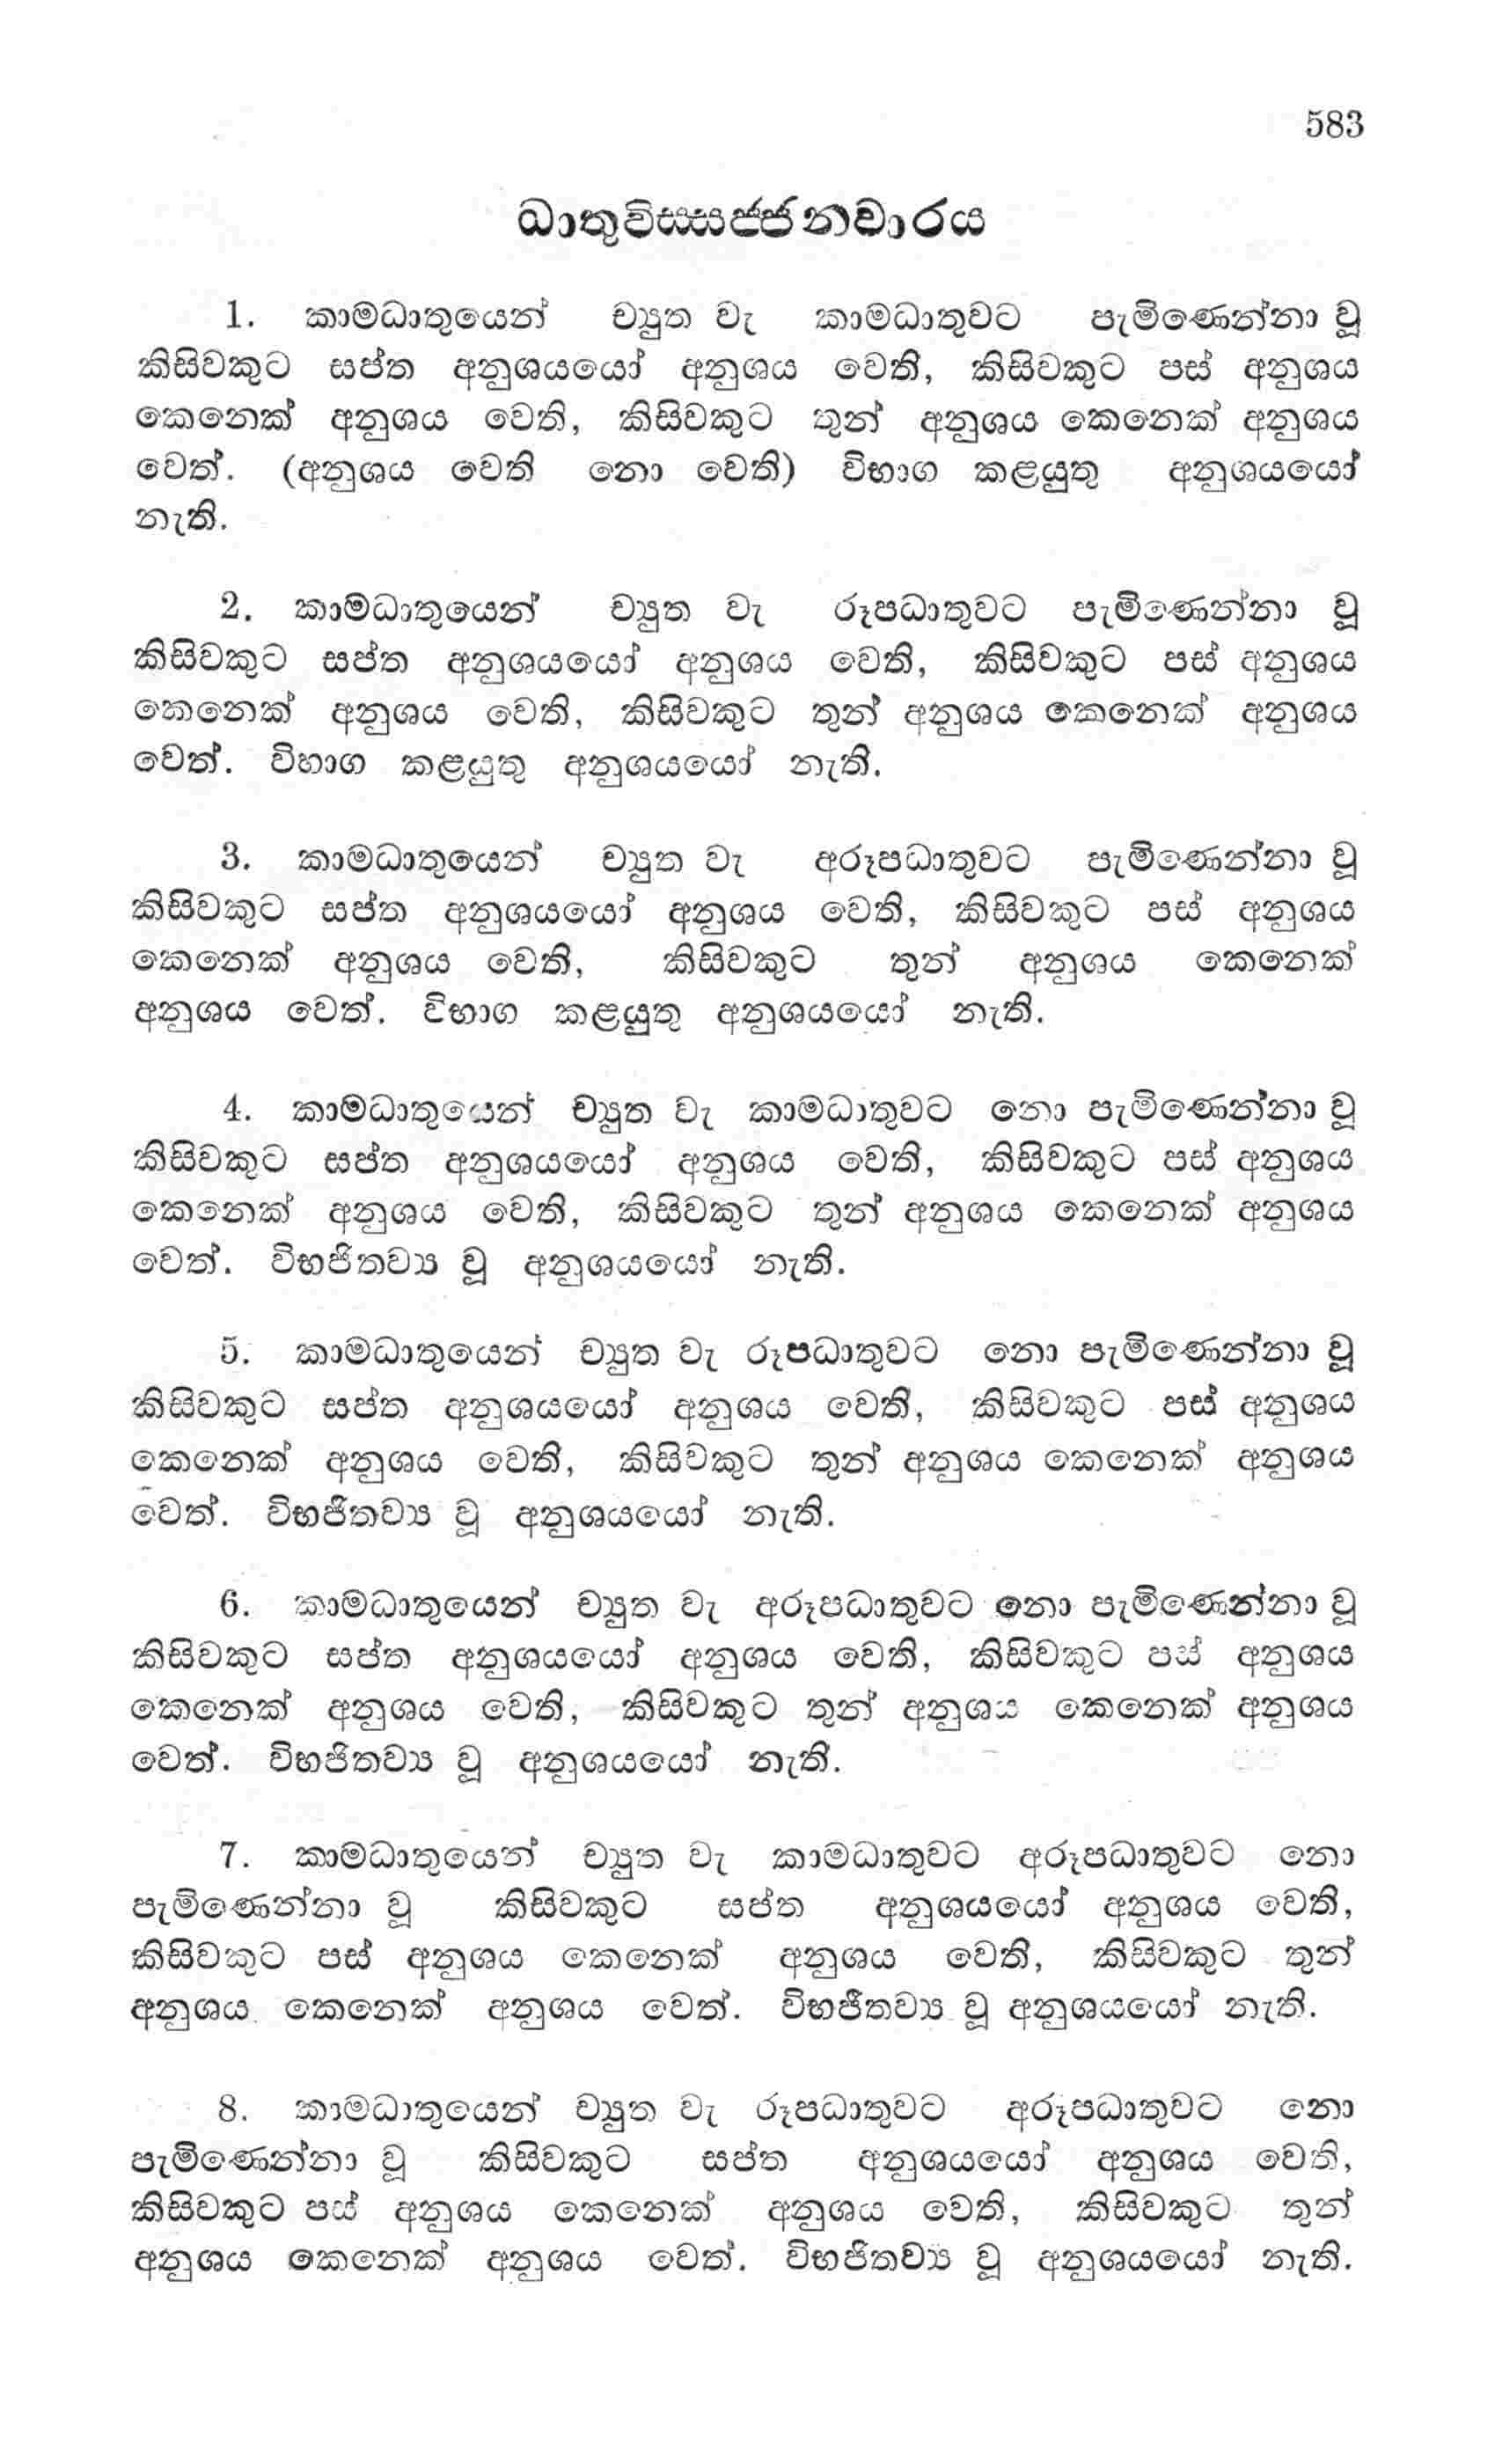 583
ධාතුවිස්සජ්ජනවාරය
1. කාමධාතුයෙන් ච්‍යුත වැ කාමධාතුවට පැමිණෙන්නා වූ
කිසිවකුට සප්ත අනුශයයෝ අනුශය වෙති, කිසිවකුට පස් අනුශය
කෙනෙක් අනුශය වෙති, කිසිවකුට තුන් අනුශය කෙනෙක් අනුශය
වෙත්. (අනුශය වෙති නො වෙති) විභාග කළයුතු අනුශයයෝ
නැති.
2. කාමධාතුයෙන් ච්‍යුත වැ රූපධාතුවට පැමිණෙන්නා වූ
කිසිවකුට සප්ත අනුශයයෝ අනුශය වෙති, කිසිවකුට පස් අනුශය
කෙනෙක් අනුශය වෙති, කිසිවකුට තුන් අනුශය කෙනෙක් අනුශය
වෙත්. විහාග කළයුතු අනුශයයෝ නැති.
3. කාමධාතුයෙන් ච්‍යුත වැ අරූපධාතුවට පැමිණෙන්නා වූ
කිසිවකුට සප්ත අනුශයයෝ අනුශය වෙති, කිසිවකුට පස් අනුශය
කෙනෙක් අනුශය වෙති, කිසිවකුට තුන් අනුශය කෙනෙක්
අනුශය වෙත්. විභාග කළයුතු අනුශයයෝ නැති.
4. කාමධාතුයෙන් ච්‍යුත වැ කාමධාතුවට නො පැමිණෙන්නා වූ
කිසිවකුට සප්ත අනුශයයෝ අනුශය වෙති, කිසිවකුට පස් අනුශය
කෙනෙක් අනුශය වෙති, කිසිවකුට තුන් අනුශය කෙනෙක් අනුශය
වෙත්. විභජිතව්‍ය වූ අනුශයයෝ නැති.
5. කාමධාතුයෙන් ච්‍යුත වැ රූපධාතුවට නො පැමිණෙන්නා වූ
කිසිවකුට සප්ත අනුශයයෝ අනුශය වෙති, කිසිවකුට පස් අනුශය
කෙනෙක් අනුශය වෙති, කිසිවකුට තුන් අනුශය කෙනෙක් අනුශය
වෙත්. විභජිතව්‍ය වූ අනුශයයෝ නැති.
6. කාමධාතුයෙන් ච්‍යුත වැ අරූපධාතුවට නො පැමිණෙන්නා වූ
කිසිවකුට සප්ත අනුශයයෝ අනුශය වෙති, කිසිවකුට පස් අනුශය
කෙනෙක් අනුශය වෙති, කිසිවකුට තුන් අනුශය කෙනෙක් අනුශය
වෙත්. විභජිතව්‍ය වූ අනුශයයෝ නැති.
7. කාමධාතුයෙන් ච්‍යුත වැ කාමධාතුවට අරූපධාතුවට නො
පැමිණෙන්නා වූ කිසිවකුට සප්ත අනුශයයෝ අනුශය වෙති,
කිසිවකුට පස් අනුශය කෙනෙක් අනුශය වෙති, කිසිවකුට තුන්
අනුශය කෙනෙක් අනුශය වෙත්. විභජීතව්‍ය වූ අනුශයයෝ නැති.
8. කාමධාතුයෙන් ච්‍යුත වැ රූපධාතුවට අරූපධාතුවට නො
පැමිණෙන්නා වූ කිසිවකුට සප්ත අනුශයයෝ අනුශය වෙති,
කිසිවකුට පස් අනුශය කෙනෙක් අනුශය වෙති, කිසිවකුට තුන්
අනුශය කෙනෙක් අනුශය වෙත්. විභජිතව්‍ය වූ අනුශයයෝ නැති.